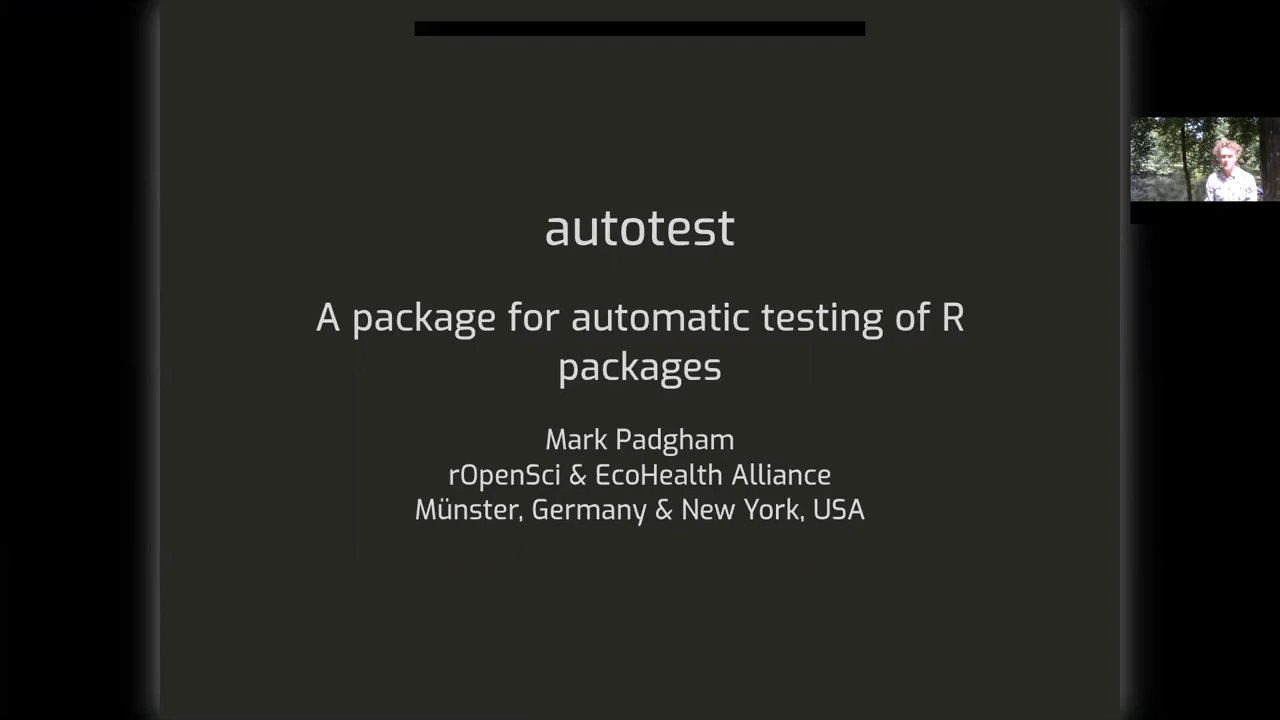 autotest
A package for automatic testing of R
packages
Mark Padgham
rOpenSci & EcoHealth Alliance
Münster, Germany & New York, USA